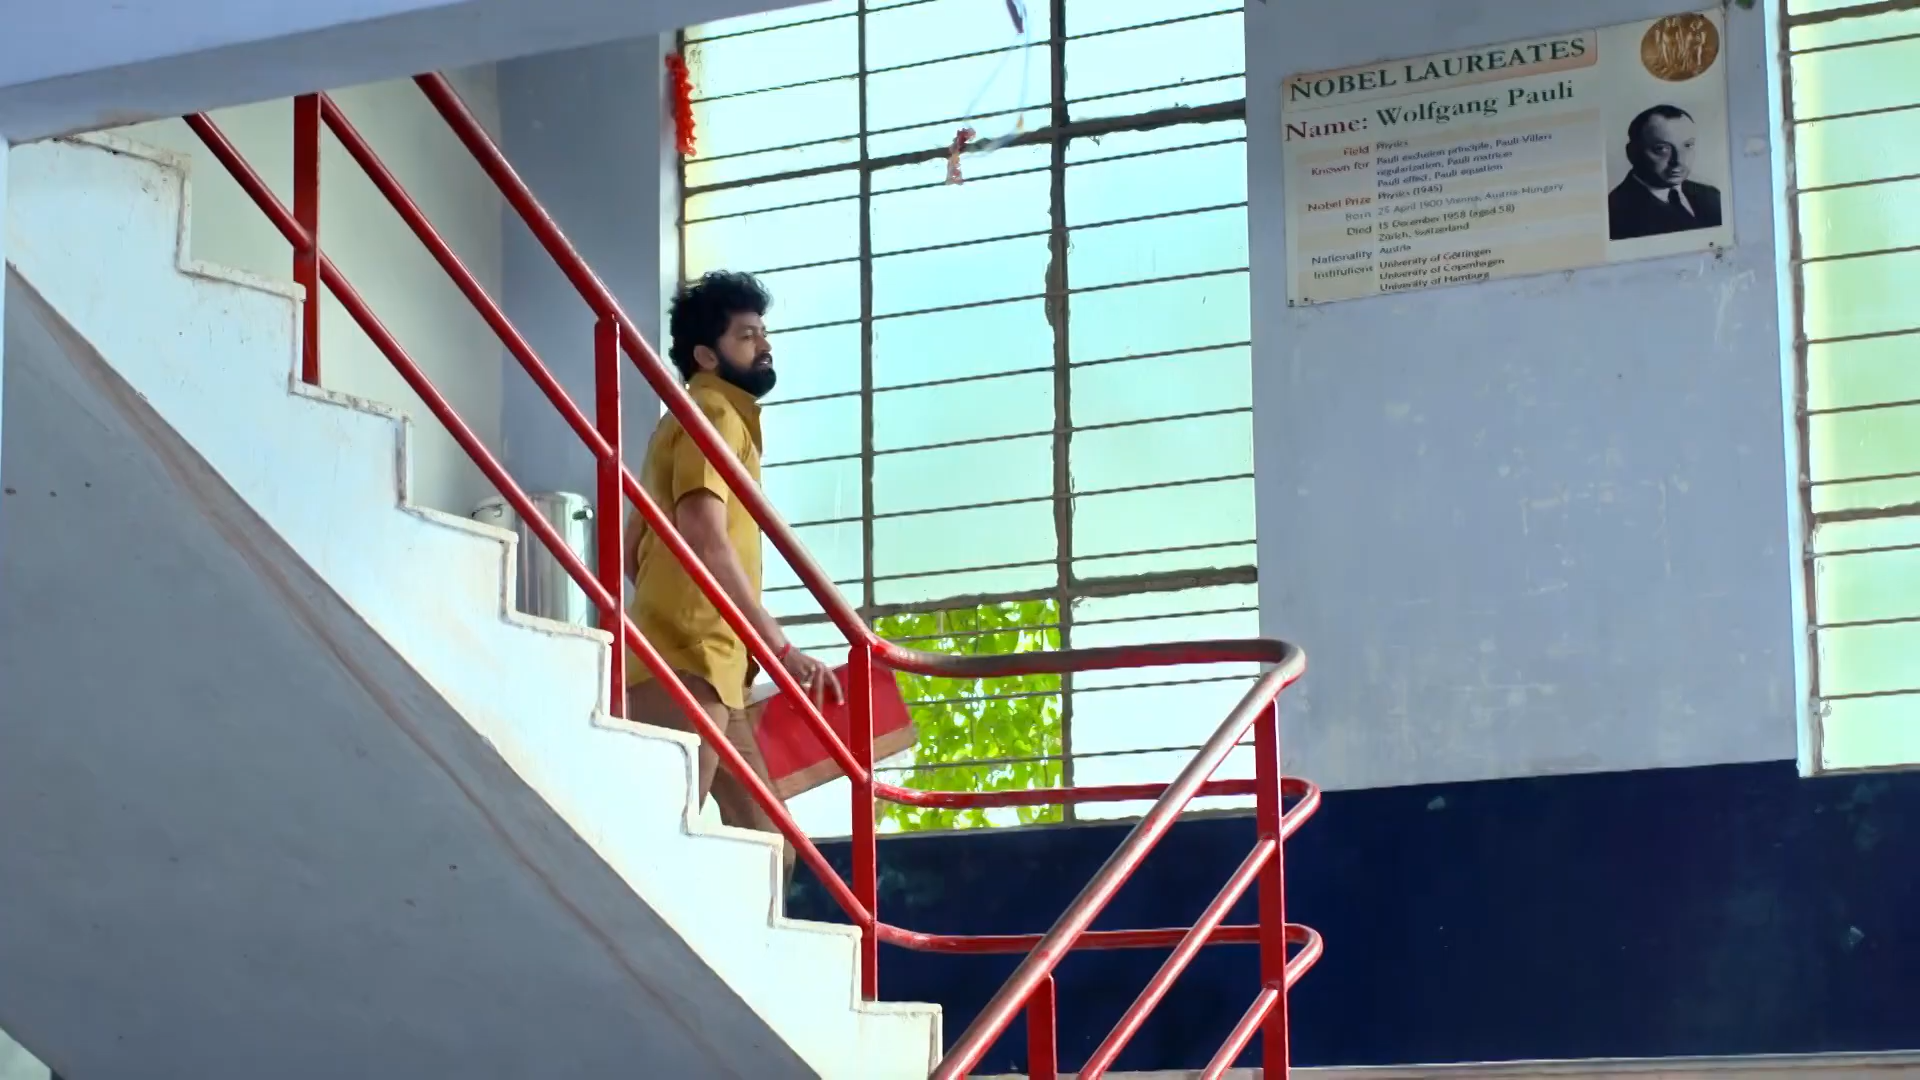 NOBEL LAUREATES
Name: Wolfgang Pauli
Field Physics
Known for Pauli exclusion principle, Pauli Villars
regularization, Pauli matrices
Pauli effect, Pauli equation
Nobel Prize Physics (1945)
Born 25 April 1900 Vienna, Austria-Hungary
Died 15 December 1958 (aged 58)
Zürich, Switzerland
Nationality Austria
Institutions University of Göttingen
University of Copenhagen
University of Hamburg